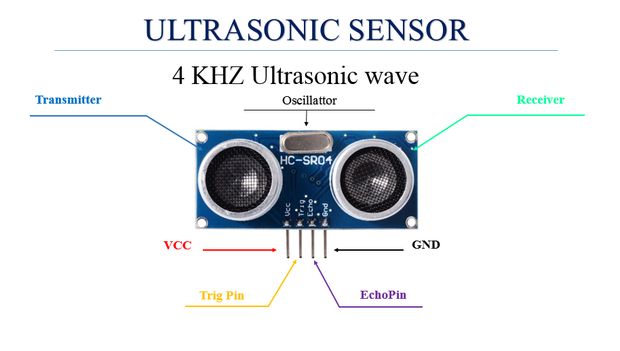 ULTRASONIC SENSOR
4 KHZ Ultrasonic wave
Transmitter
Oscillattor
Receiver
HC-SR04
Vcc
Trig
Echo
Gnd
VCC
GND
Trig Pin
EchoPin